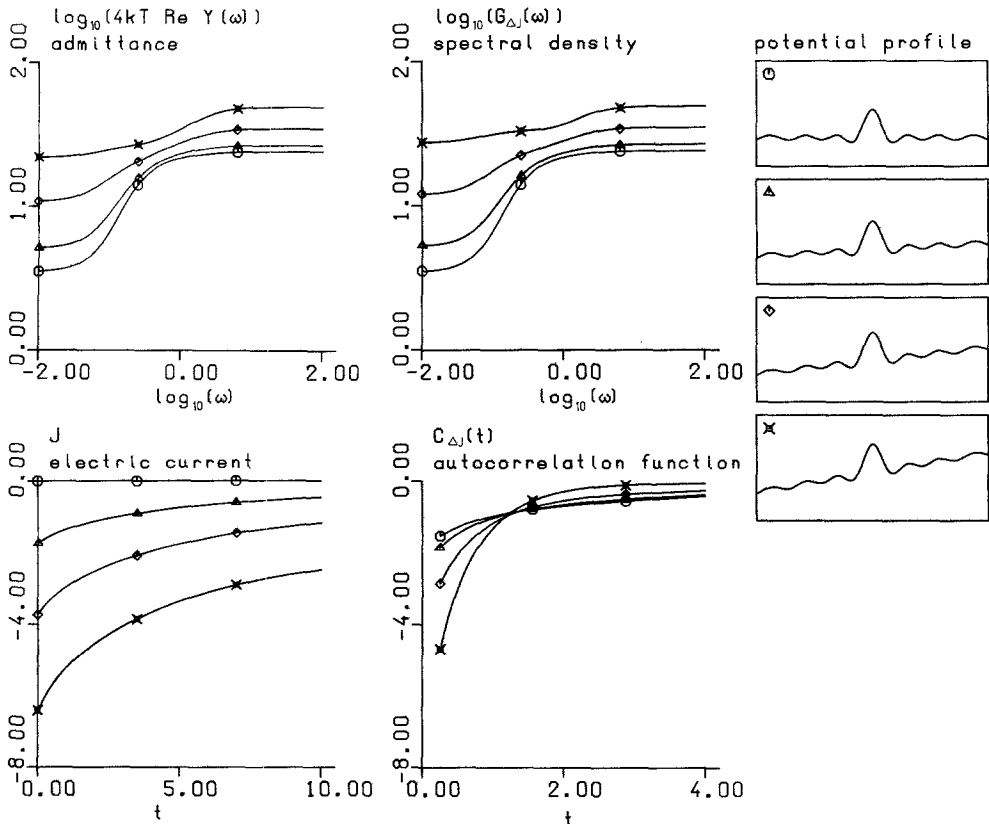 log₁₀(4kT Re Y(ω))
admittance
2.00
1.00
0.00
-2.00 0.00 2.00
log₁₀(ω)
log₁₀(G_ΔJ(ω))
spectral density
2.00
1.00
0.00
-2.00 0.00 2.00
log₁₀(ω)
potential profile
J
electric current
0.00
-4.00
-8.00
0.00 5.00 10.00
t
C_ΔJ(t)
autocorrelation function
0.00
-4.00
-8.00
0.00 2.00 4.00
t